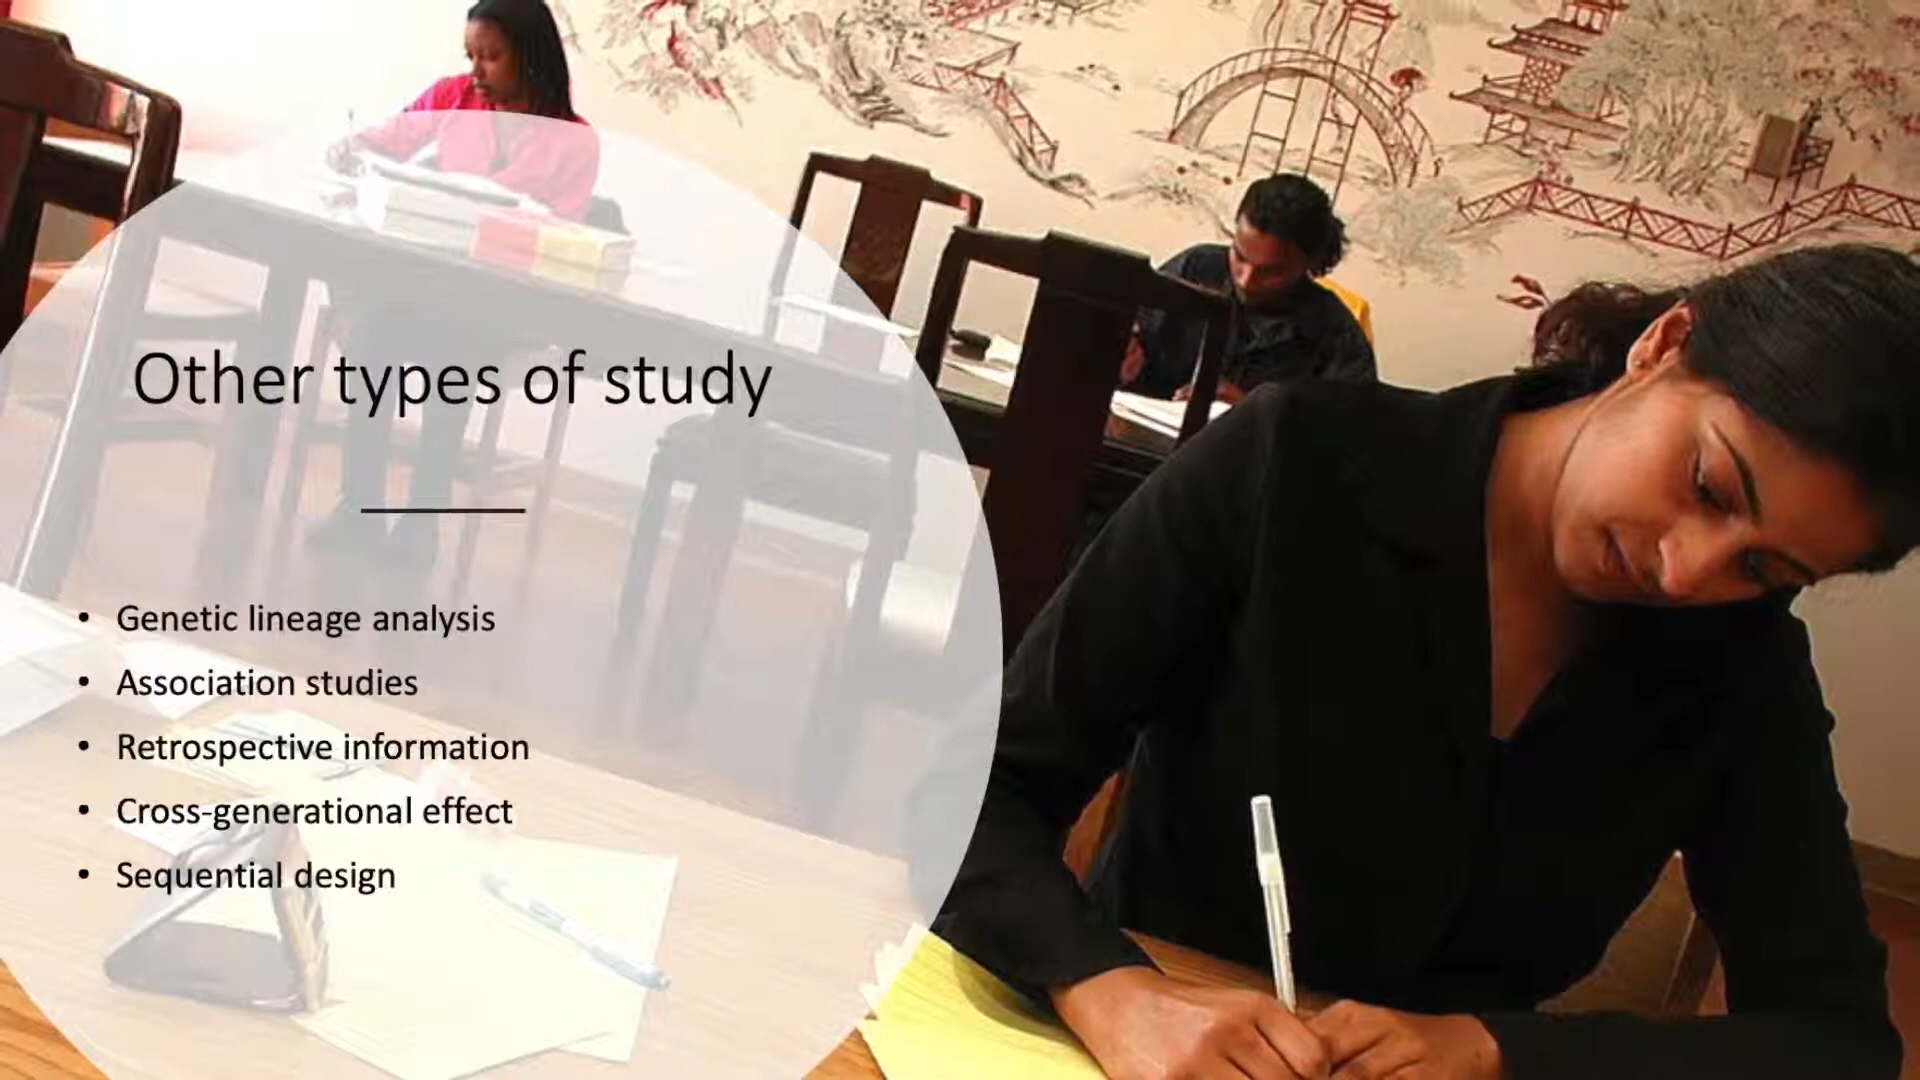 Other types of study
• Genetic lineage analysis
• Association studies
• Retrospective information
• Cross-generational effect
• Sequential design